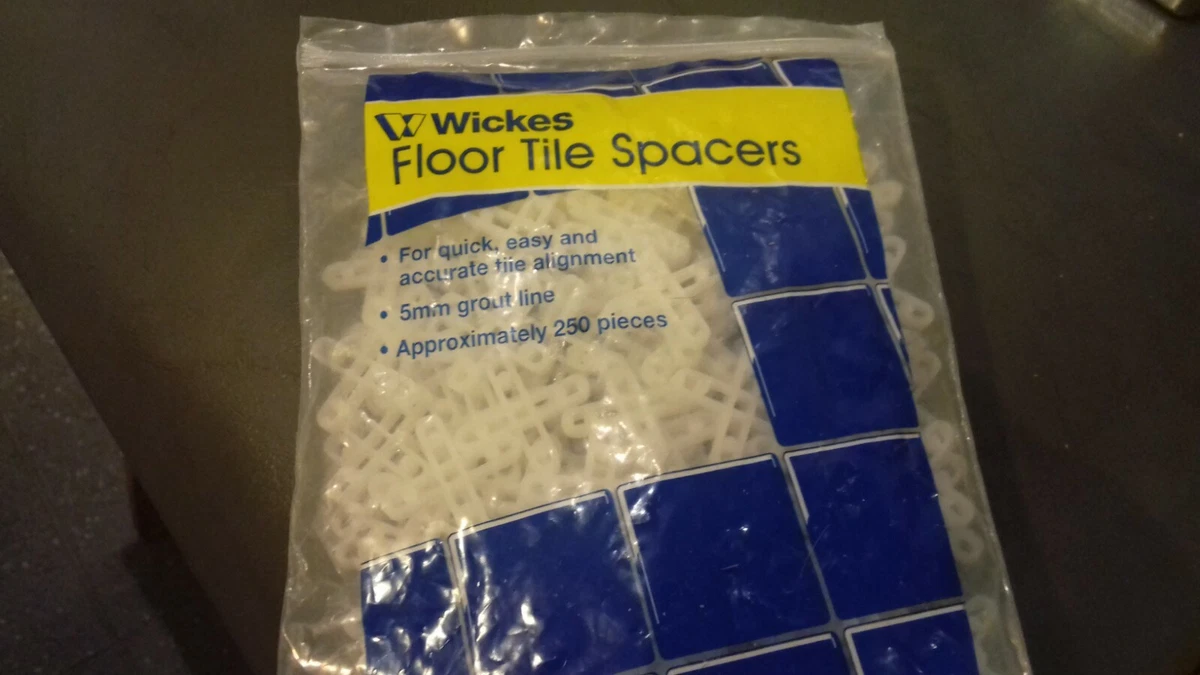 Wickes
Floor Tile Spacers
• For quick, easy and
accurate tile alignment
• 5mm grout line
• Approximately 250 pieces